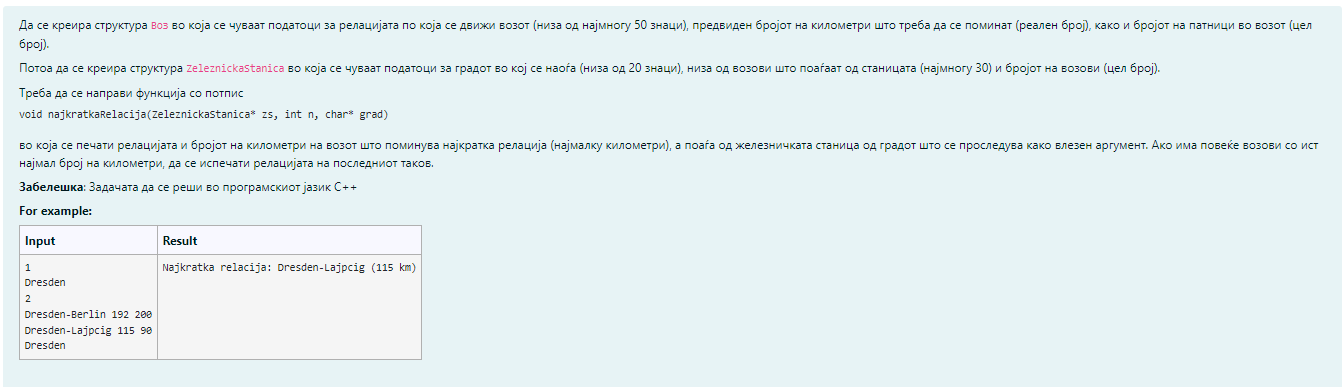 Да се креира структура Воз во која се чуваат податоци за релацијата по која се движи возот (низа од најмногу 50 знаци), предвиден бројот на километри што треба да се поминат (реален број), како и бројот на патници во возот (цел
број).
Потоа да се креира структура ZeleznickaStanica во која се чуваат податоци за градот во кој се наоѓа (низа од 20 знаци), низа од возови што поаѓаат од станицата (најмногу 30) и бројот на возови (цел број).
Треба да се направи функција со потпис
void najkratkaRelacija(ZeleznickaStanica* zs, int n, char* grad)
во која се печати релацијата и бројот на километри на возот што поминува најкратка релација (најмалку километри), а поаѓа од железничката станица од градот што се проследува како влезен аргумент. Ако има повеќе возови со ист
најмал број на километри, да се испечати релацијата на последниот таков.
Забелешка: Задачата да се реши во програмскиот јазик C++
For example:
Input Result
1 Najkratka relacija: Dresden-Lajpcig (115 km)
Dresden
2
Dresden-Berlin 192 200
Dresden-Lajpcig 115 90
Dresden